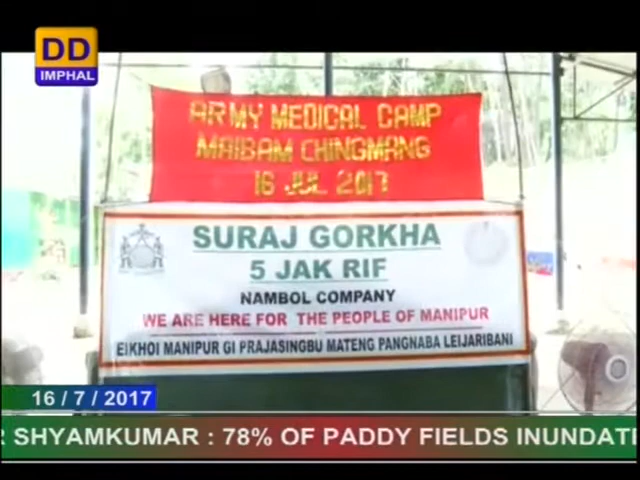 DD
IMPHAL
ARMY MEDICAL CAMP
MAIBAM CHINGMANG
16 JUL 2017
SURAJ GORKHA
5 JAK RIF
NAMBOL COMPANY
WE ARE HERE FOR THE PEOPLE OF MANIPUR
EIKHOI MANIPUR GI PRAJASINGBU MATENG PANGNABA LEIJARIBANI
16 / 7 / 2017
R SHYAMKUMAR : 78% OF PADDY FIELDS INUNDATE